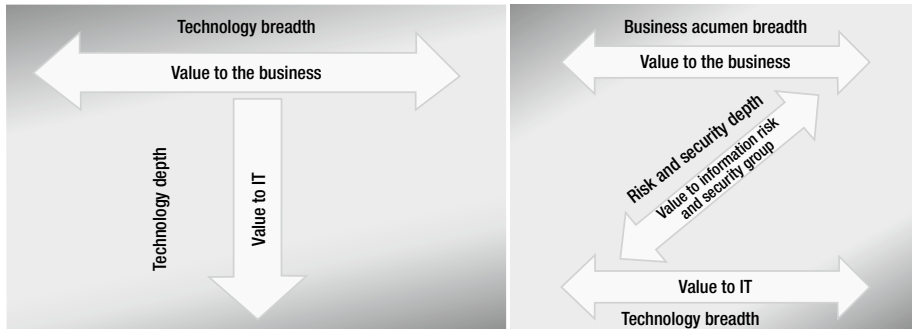 Technology breadth
Value to the business
Technology depth
Value to IT
Business acumen breadth
Value to the business
Risk and security depth
Value to information risk
and security group
Value to IT
Technology breadth